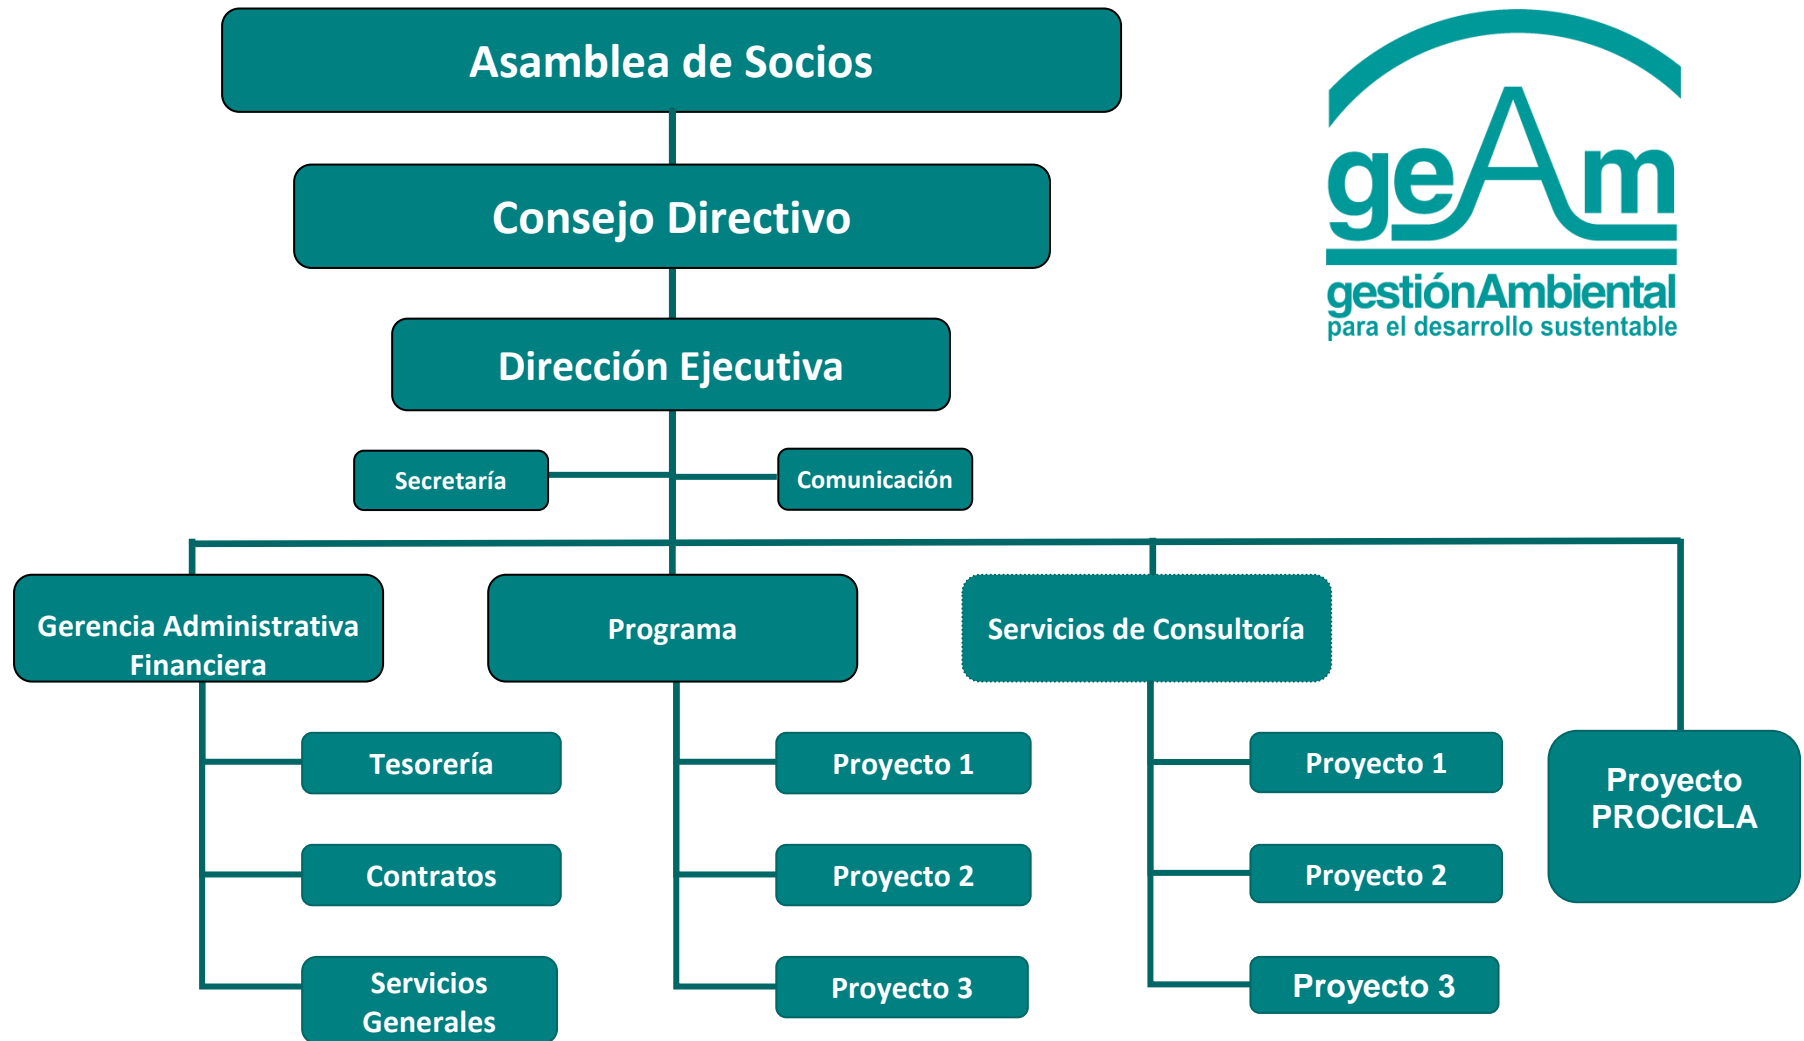 Asamblea de Socios
geAm
gestiónAmbiental
para el desarrollo sustentable
Consejo Directivo
Dirección Ejecutiva
Secretaría
Comunicación
Gerencia Administrativa
Financiera
Programa
Servicios de Consultoría
Tesorería
Proyecto 1
Proyecto 1
Proyecto
PROCICLA
Contratos
Proyecto 2
Proyecto 2
Servicios
Generales
Proyecto 3
Proyecto 3